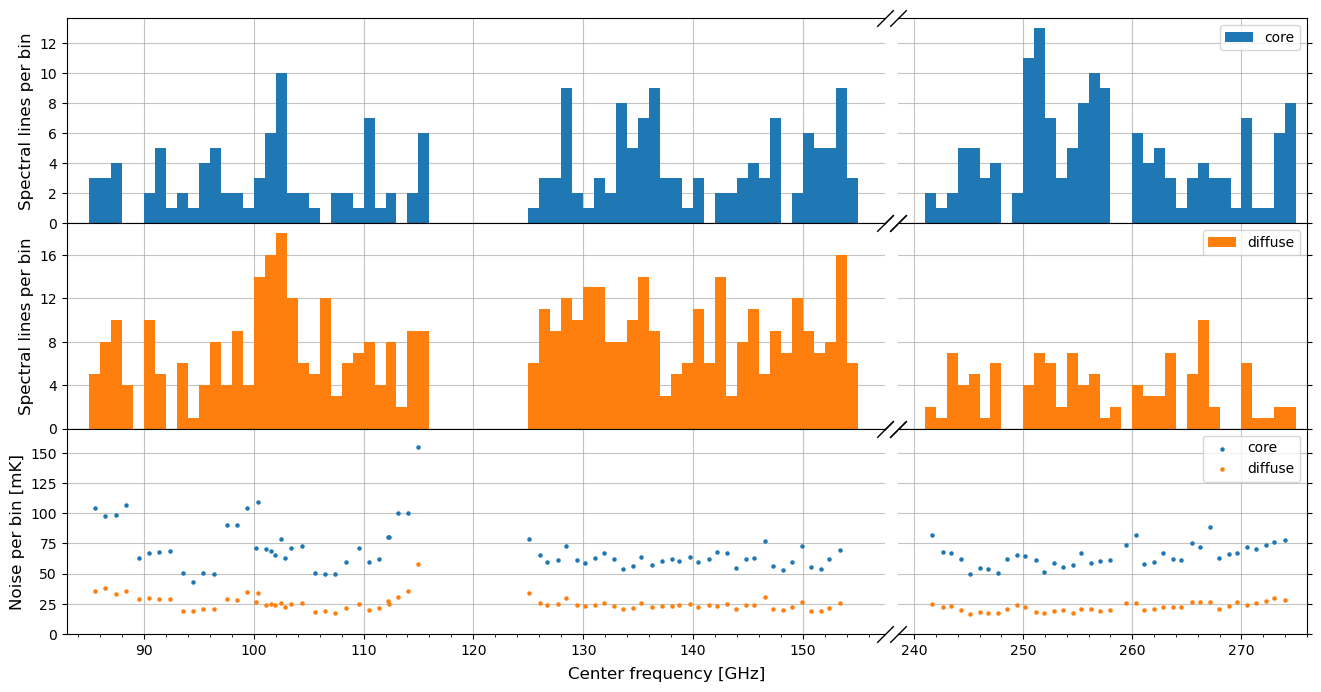 Spectral lines per bin
12
10
8
6
4
2
0
core
Spectral lines per bin
16
12
8
4
0
diffuse
Noise per bin [mK]
150
125
100
75
50
25
0
core
diffuse
90 100 110 120 130 140 150 240 250 260 270
Center frequency [GHz]